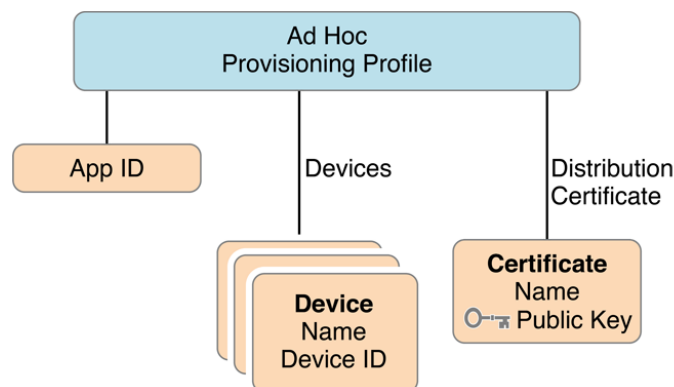 Ad Hoc
Provisioning Profile
App ID
Devices
Distribution
Certificate
Device
Name
Device ID
Certificate
Name
Public Key